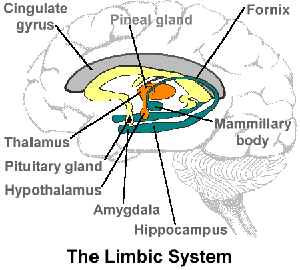 Cingulate
gyrus
Pineal gland
Fornix
Thalamus
Mammillary
body
Pituitary gland
Hypothalamus
Amygdala
Hippocampus
The Limbic System